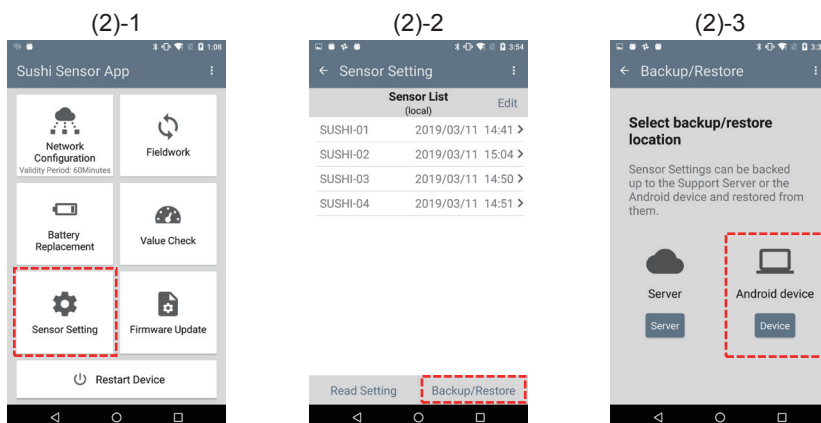 (2)-1
1:08
Sushi Sensor App
Network
Configuration
Validity Period: 60Minutes
Fieldwork
Battery
Replacement
Value Check
Sensor Setting
Firmware Update
Restart Device
(2)-2
3:54
Sensor Setting
Sensor List
(local)
Edit
SUSHI-01 2019/03/11 14:41
SUSHI-02 2019/03/11 15:04
SUSHI-03 2019/03/11 14:50
SUSHI-04 2019/03/11 14:51
Read Setting
Backup/Restore
(2)-3
Backup/Restore
Select backup/restore
location
Sensor Settings can be backed
up to the Support Server or the
Android device and restored from
them.
Server
Android device
Server
Device